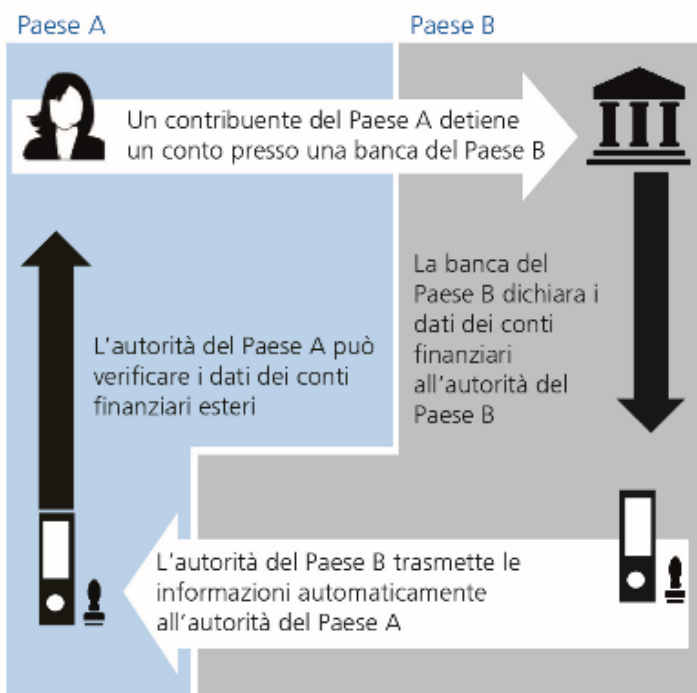 Paese A
Paese B
Un contribuente del Paese A detiene
un conto presso una banca del Paese B
La banca del
Paese B dichiara i
dati dei conti
finanziari
all'autorità del
Paese B
L'autorità del Paese A può
verificare i dati dei conti
finanziari esteri
L'autorità del Paese B trasmette le
informazioni automaticamente
all'autorità del Paese A